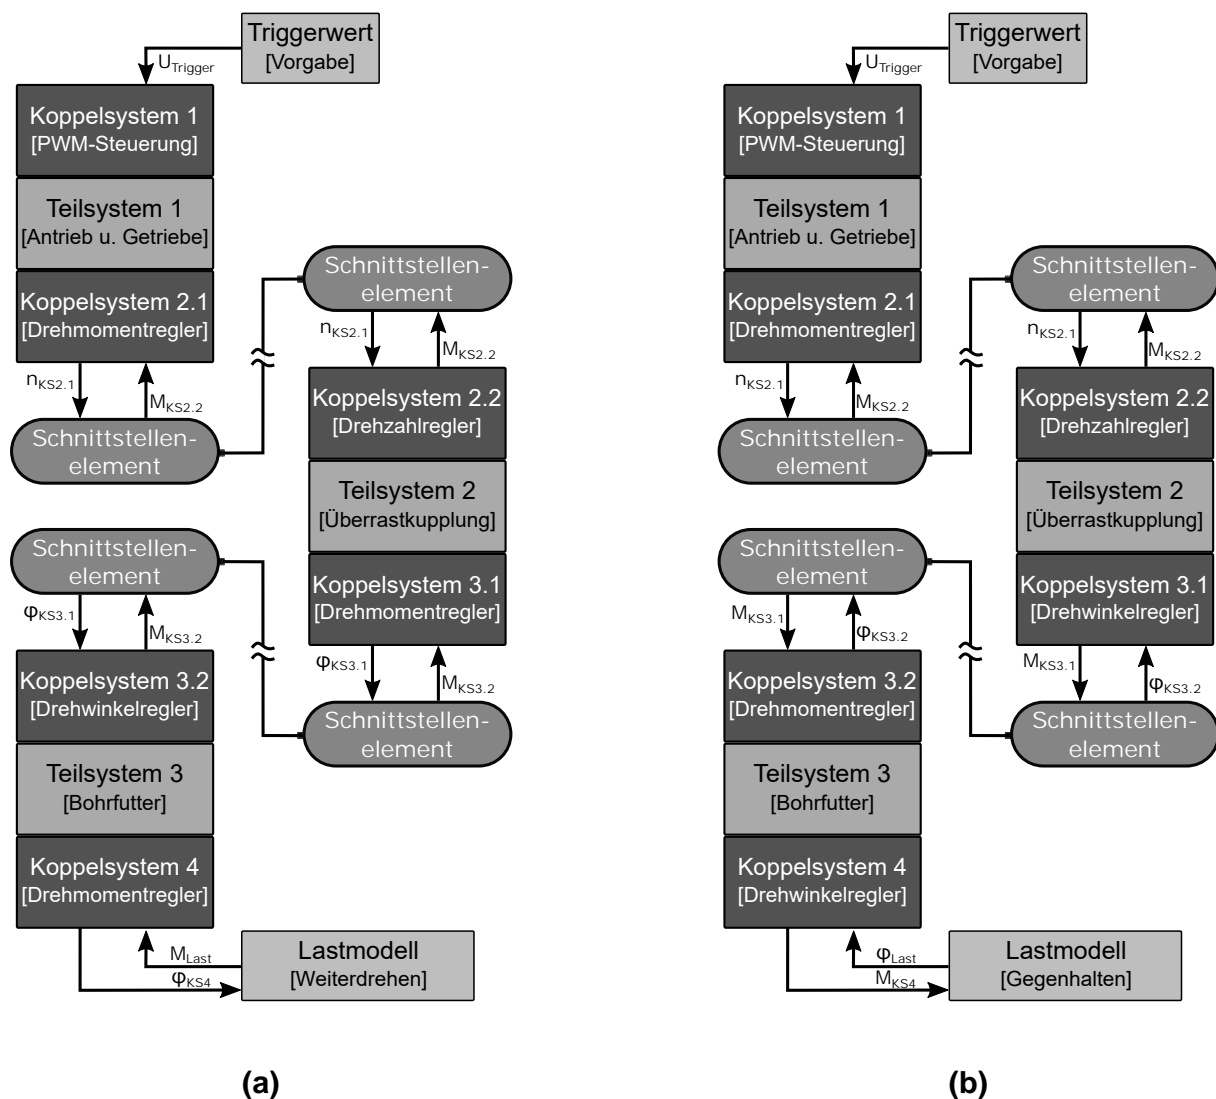 Triggerwert
[Vorgabe]
U_Trigger
Koppelsystem 1
[PWM-Steuerung]
Teilsystem 1
[Antrieb u. Getriebe]
Koppelsystem 2.1
[Drehmomentregler]
n_KS2.1
M_KS2.2
Schnittstellen-
element
Schnittstellen-
element
n_KS2.1
M_KS2.2
Koppelsystem 2.2
[Drehzahlregler]
Teilsystem 2
[Überrastkupplung]
Koppelsystem 3.1
[Drehmomentregler]
φ_KS3.1
M_KS3.2
Schnittstellen-
element
Schnittstellen-
element
φ_KS3.1
M_KS3.2
Koppelsystem 3.2
[Drehwinkelregler]
Teilsystem 3
[Bohrfutter]
Koppelsystem 4
[Drehmomentregler]
M_Last
φ_KS4
Lastmodell
[Weiterdrehen]
(a)
Triggerwert
[Vorgabe]
U_Trigger
Koppelsystem 1
[PWM-Steuerung]
Teilsystem 1
[Antrieb u. Getriebe]
Koppelsystem 2.1
[Drehmomentregler]
n_KS2.1
M_KS2.2
Schnittstellen-
element
Schnittstellen-
element
n_KS2.1
M_KS2.2
Koppelsystem 2.2
[Drehzahlregler]
Teilsystem 2
[Überrastkupplung]
Koppelsystem 3.1
[Drehwinkelregler]
M_KS3.1
φ_KS3.2
Schnittstellen-
element
Schnittstellen-
element
M_KS3.1
φ_KS3.2
Koppelsystem 3.2
[Drehmomentregler]
Teilsystem 3
[Bohrfutter]
Koppelsystem 4
[Drehwinkelregler]
φ_Last
M_KS4
Lastmodell
[Gegenhalten]
(b)